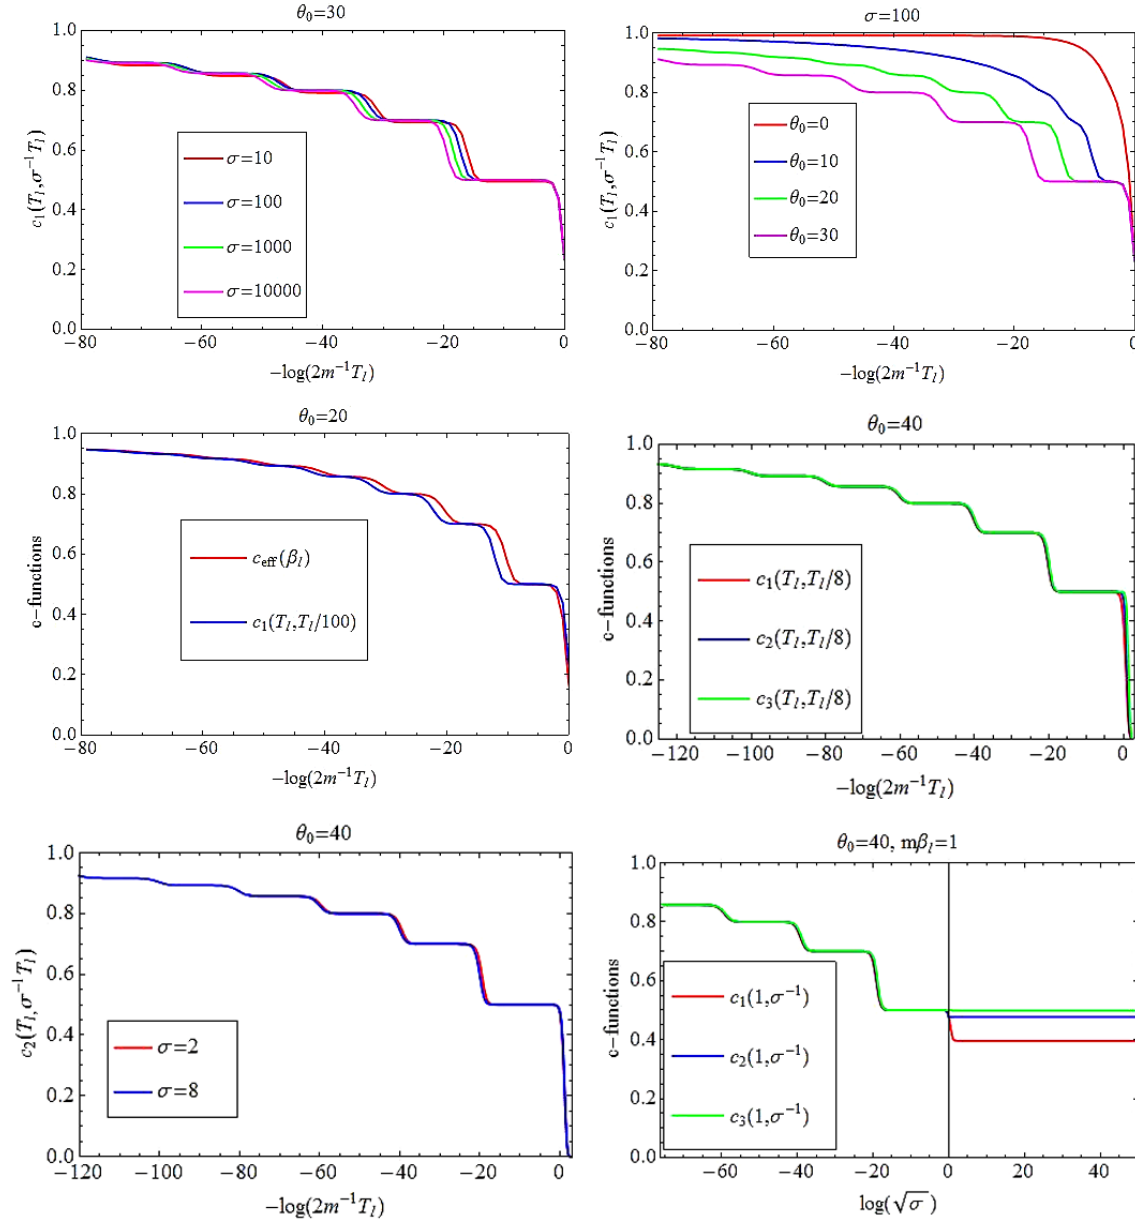 θ₀=30
1.0
0.8
0.6
0.4
0.2
0.0
c₁(Tₗ,σ⁻¹Tₗ)
σ=10
σ=100
σ=1000
σ=10000
−80 −60 −40 −20 0
−log(2m⁻¹Tₗ)
σ=100
1.0
0.8
0.6
0.4
0.2
0.0
c₁(Tₗ,σ⁻¹Tₗ)
θ₀=0
θ₀=10
θ₀=20
θ₀=30
−80 −60 −40 −20 0
−log(2m⁻¹Tₗ)
θ₀=20
1.0
0.8
0.6
0.4
0.2
0.0
c−functions
c_eff(βₗ)
c₁(Tₗ,Tₗ/100)
−80 −60 −40 −20 0
−log(2m⁻¹Tₗ)
θ₀=40
1.0
0.8
0.6
0.4
0.2
0.0
c−functions
c₁(Tₗ,Tₗ/8)
c₂(Tₗ,Tₗ/8)
c₃(Tₗ,Tₗ/8)
−120 −100 −80 −60 −40 −20 0
−log(2m⁻¹Tₗ)
θ₀=40
1.0
0.8
0.6
0.4
0.2
0.0
c₂(Tₗ,σ⁻¹Tₗ)
σ=2
σ=8
−120 −100 −80 −60 −40 −20 0
−log(2m⁻¹Tₗ)
θ₀=40, mβₗ=1
1.0
0.8
0.6
0.4
0.2
0.0
c−functions
c₁(1,σ⁻¹)
c₂(1,σ⁻¹)
c₃(1,σ⁻¹)
−60 −40 −20 0 20 40
log(√σ)